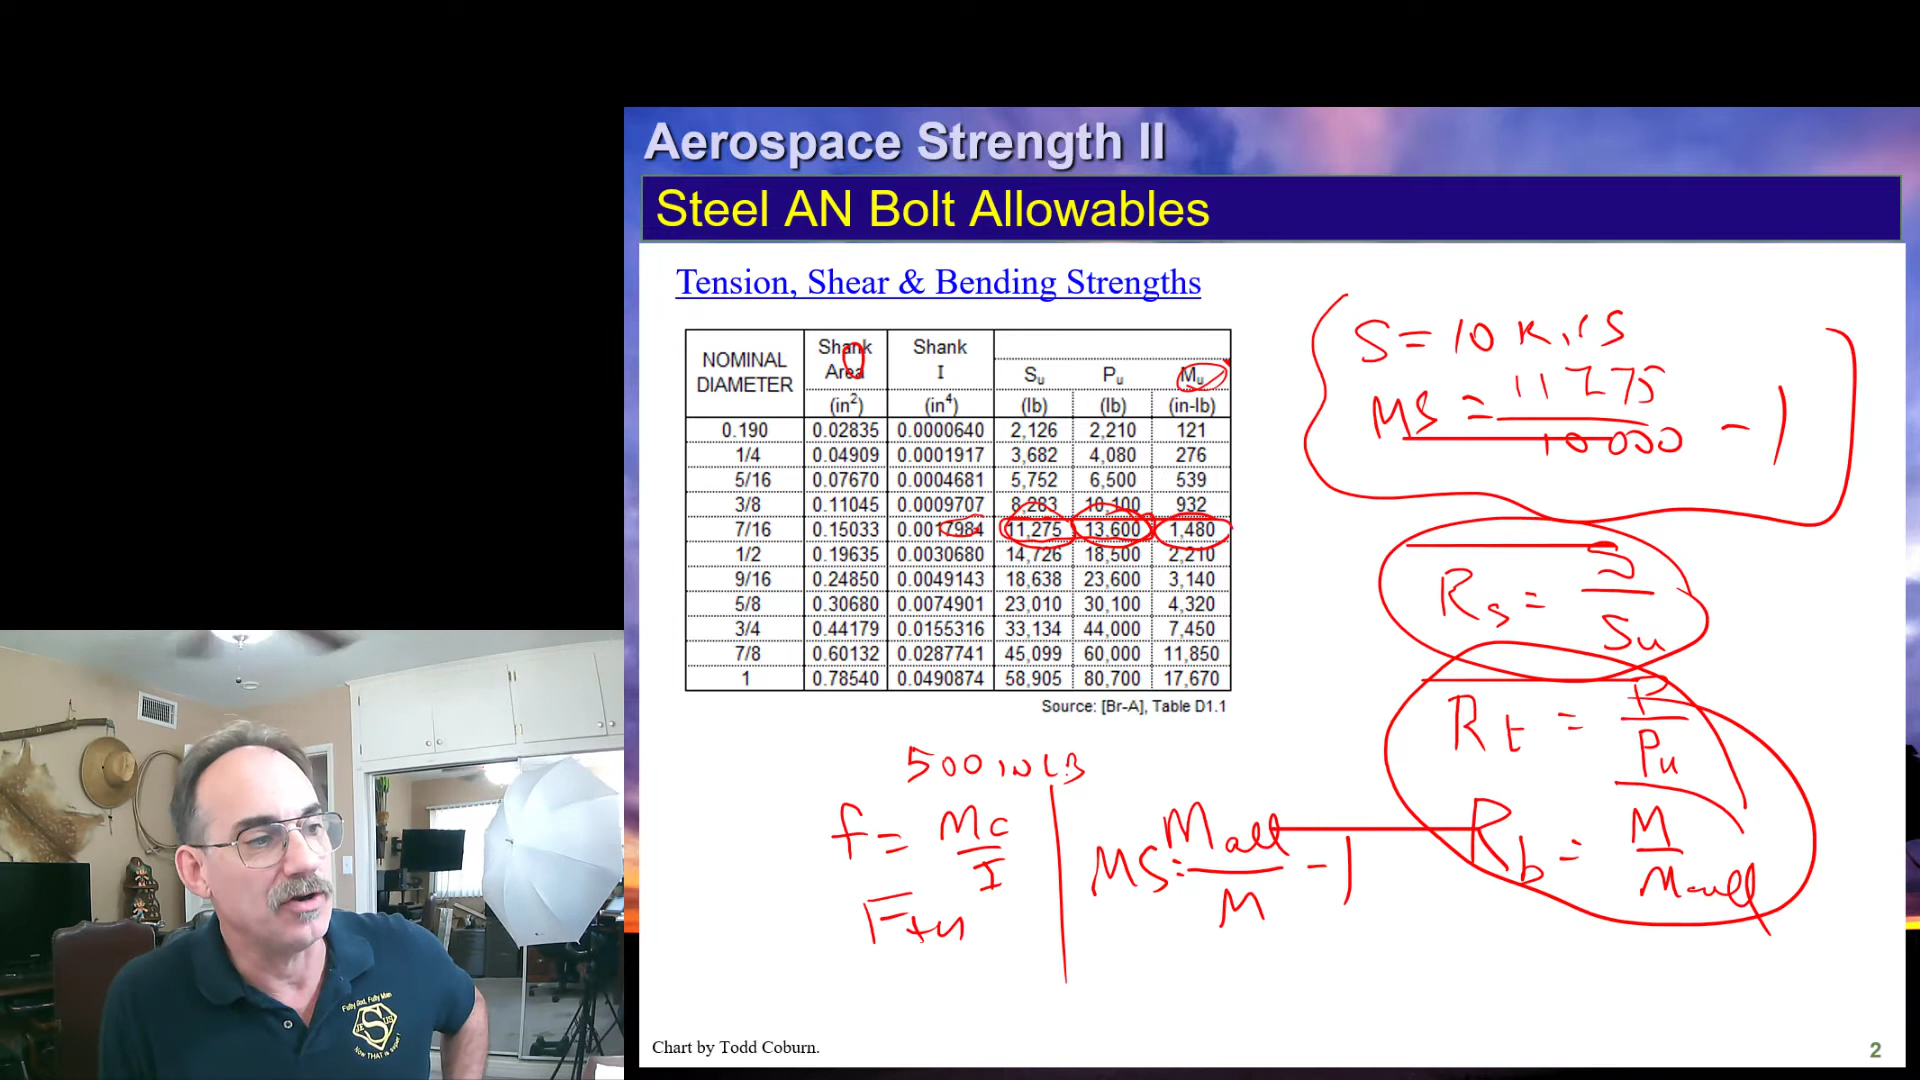 Aerospace Strength II
Steel AN Bolt Allowables
Tension, Shear & Bending Strengths
NOMINAL DIAMETER Shank Area Shank I Su Pu Mu
(in2) (in4) (lb) (lb) (in-lb)
0.190 0.02835 0.0000640 2,126 2,210 121
1/4 0.04909 0.0001917 3,682 4,080 276
5/16 0.07670 0.0004681 5,752 6,500 539
3/8 0.11045 0.0009707 8,283 10,100 932
7/16 0.15033 0.0017984 11,275 13,600 1,480
1/2 0.19635 0.0030680 14,726 18,500 2,210
9/16 0.24850 0.0049143 18,638 23,600 3,140
5/8 0.30680 0.0074901 23,010 30,100 4,320
3/4 0.44179 0.0155316 33,134 44,000 7,450
7/8 0.60132 0.0287741 45,099 60,000 11,850
1 0.78540 0.0490874 58,905 80,700 17,670
Source: [Br-A], Table D1.1
S = 10 KIPS
MS = 11275 / 10000 - 1
Rs = S / Su
Rt = P / Pu
Rb = M / Mall
500 in LB
f = Mc / I
Ftu
MS = Mall / M - 1
Fully God, Fully Man
JESUS
Now THAT is super!
Chart by Todd Coburn.
2